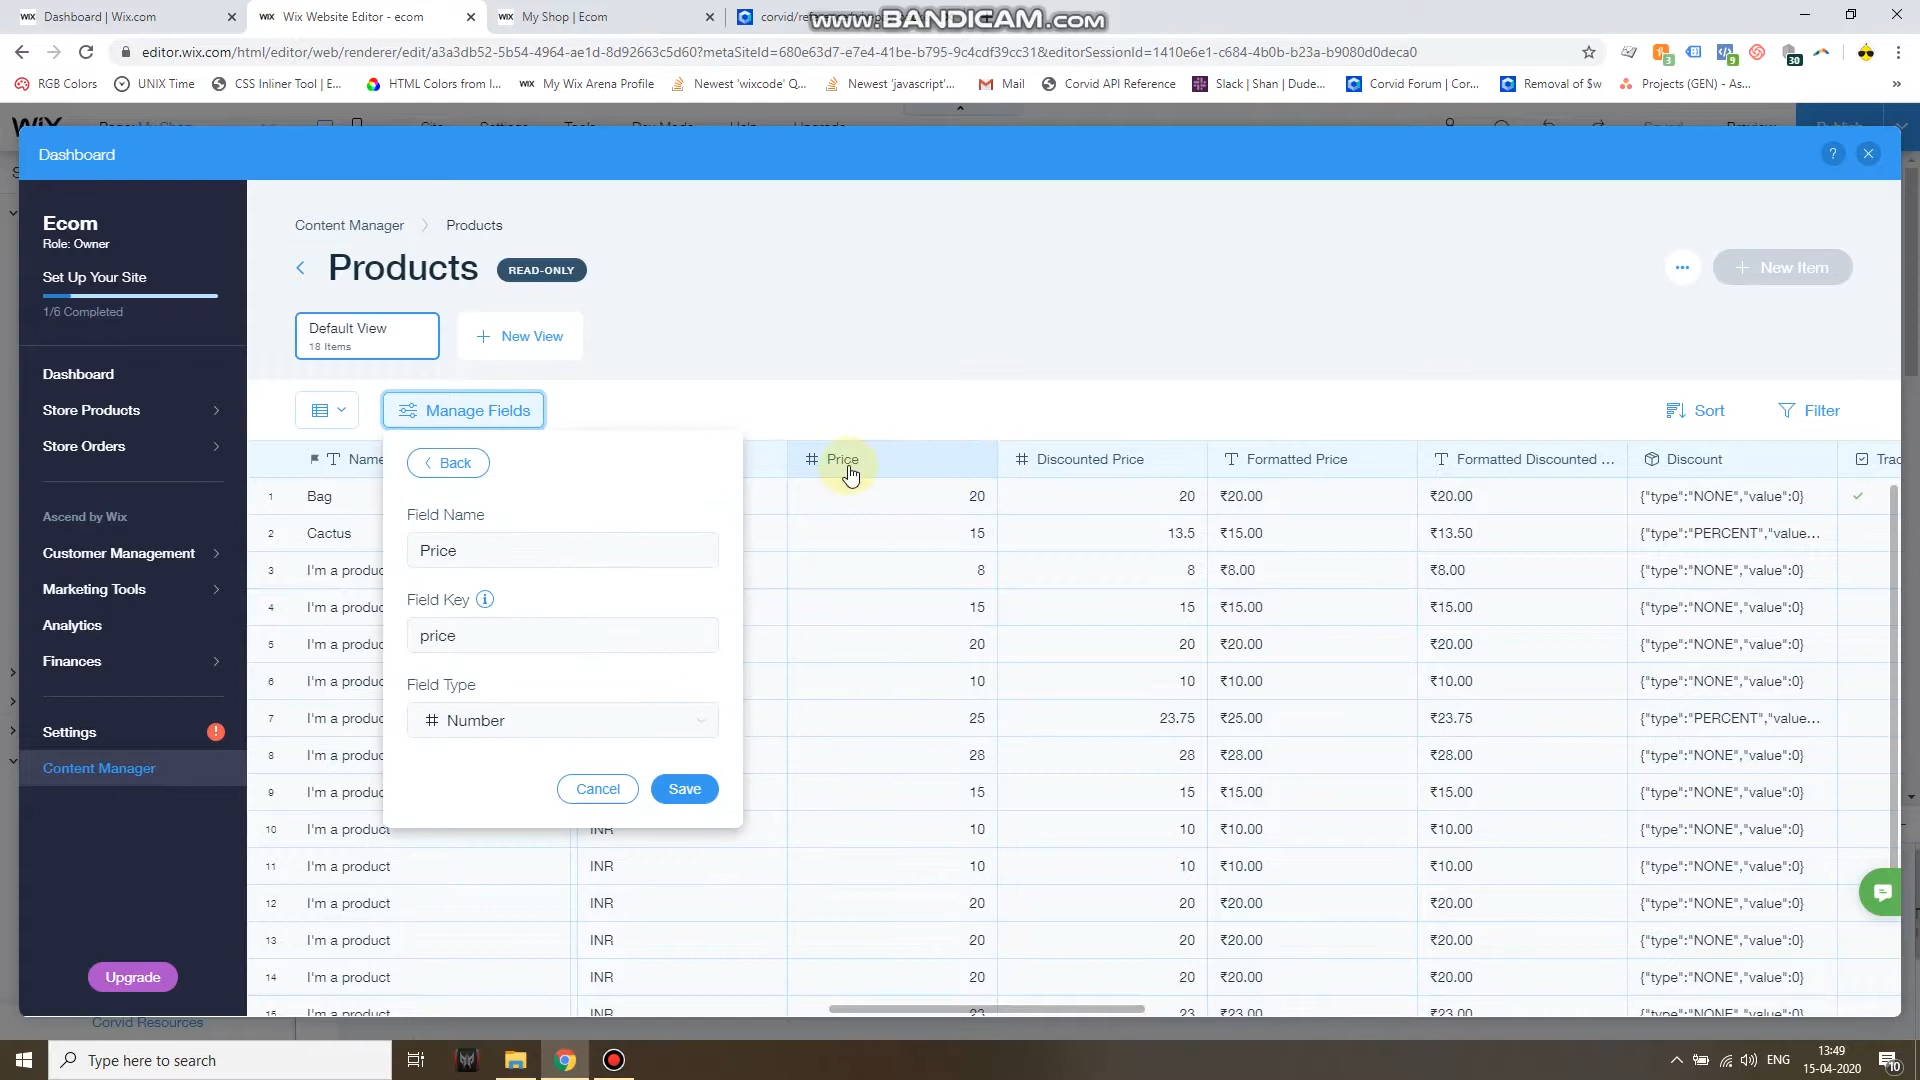 Dashboard | Wix.com
Wix Website Editor - ecom
My Shop | Ecom
www.BANDICAM.com
editor.wix.com/html/editor/web/renderer/edit/a3a3db52-5b54-4964-ae1d-8d92663c5d60?metaSiteId=680e63d7-e7e4-41be-b795-9c4cdf39cc31&editorSessionId=1410e6e1-c684-4b0b-b23a-b9080d0deca0
RGB Colors
UNIX Time
CSS Inliner Tool | E...
HTML Colors from I...
My Wix Arena Profile
Newest 'wixcode' Q...
Newest 'javascript'...
Mail
Corvid API Reference
Slack | Shan | Dude...
Corvid Forum | Cor...
Removal of $w
Projects (GEN) - As...
Dashboard
Ecom
Role: Owner
Set Up Your Site
1/6 Completed
Dashboard
Store Products
Store Orders
Ascend by Wix
Customer Management
Marketing Tools
Analytics
Finances
Settings
Content Manager
Upgrade
Corvid Resources
Content Manager > Products
Products READ-ONLY
+ New Item
Default View
18 Items
+ New View
Manage Fields
Sort
Filter
Back
Field Name
Price
Field Key
price
Field Type
# Number
Cancel
Save
Name # Price # Discounted Price Formatted Price Formatted Discounted ... Discount Trac
1 Bag 20 20 ₹20.00 ₹20.00 {"type":"NONE","value":0}
2 Cactus 15 13.5 ₹15.00 ₹13.50 {"type":"PERCENT","value...
3 I'm a produc 8 8 ₹8.00 ₹8.00 {"type":"NONE","value":0}
4 I'm a produc 15 15 ₹15.00 ₹15.00 {"type":"NONE","value":0}
5 I'm a produc 20 20 ₹20.00 ₹20.00 {"type":"NONE","value":0}
6 I'm a produc 10 10 ₹10.00 ₹10.00 {"type":"NONE","value":0}
7 I'm a produc 25 23.75 ₹25.00 ₹23.75 {"type":"PERCENT","value...
8 I'm a produc 28 28 ₹28.00 ₹28.00 {"type":"NONE","value":0}
9 I'm a produc 15 15 ₹15.00 ₹15.00 {"type":"NONE","value":0}
10 I'm a product INR 10 10 ₹10.00 ₹10.00 {"type":"NONE","value":0}
11 I'm a product INR 10 10 ₹10.00 ₹10.00 {"type":"NONE","value":0}
12 I'm a product INR 20 20 ₹20.00 ₹20.00 {"type":"NONE","value":0}
13 I'm a product INR 20 20 ₹20.00 ₹20.00 {"type":"NONE","value":0}
14 I'm a product INR 20 20 ₹20.00 ₹20.00 {"type":"NONE","value":0}
15 I'm a product INR 23 23 ₹23.00 ₹23.00 {"type":"NONE","value":0}
Type here to search
ENG
13:49
15-04-2020